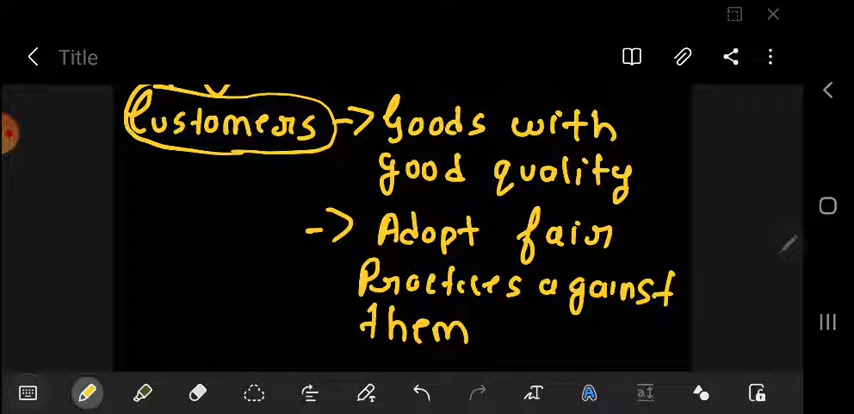 Title
Customers -> Goods with
good quality
-> Adopt fair
Practices against
them